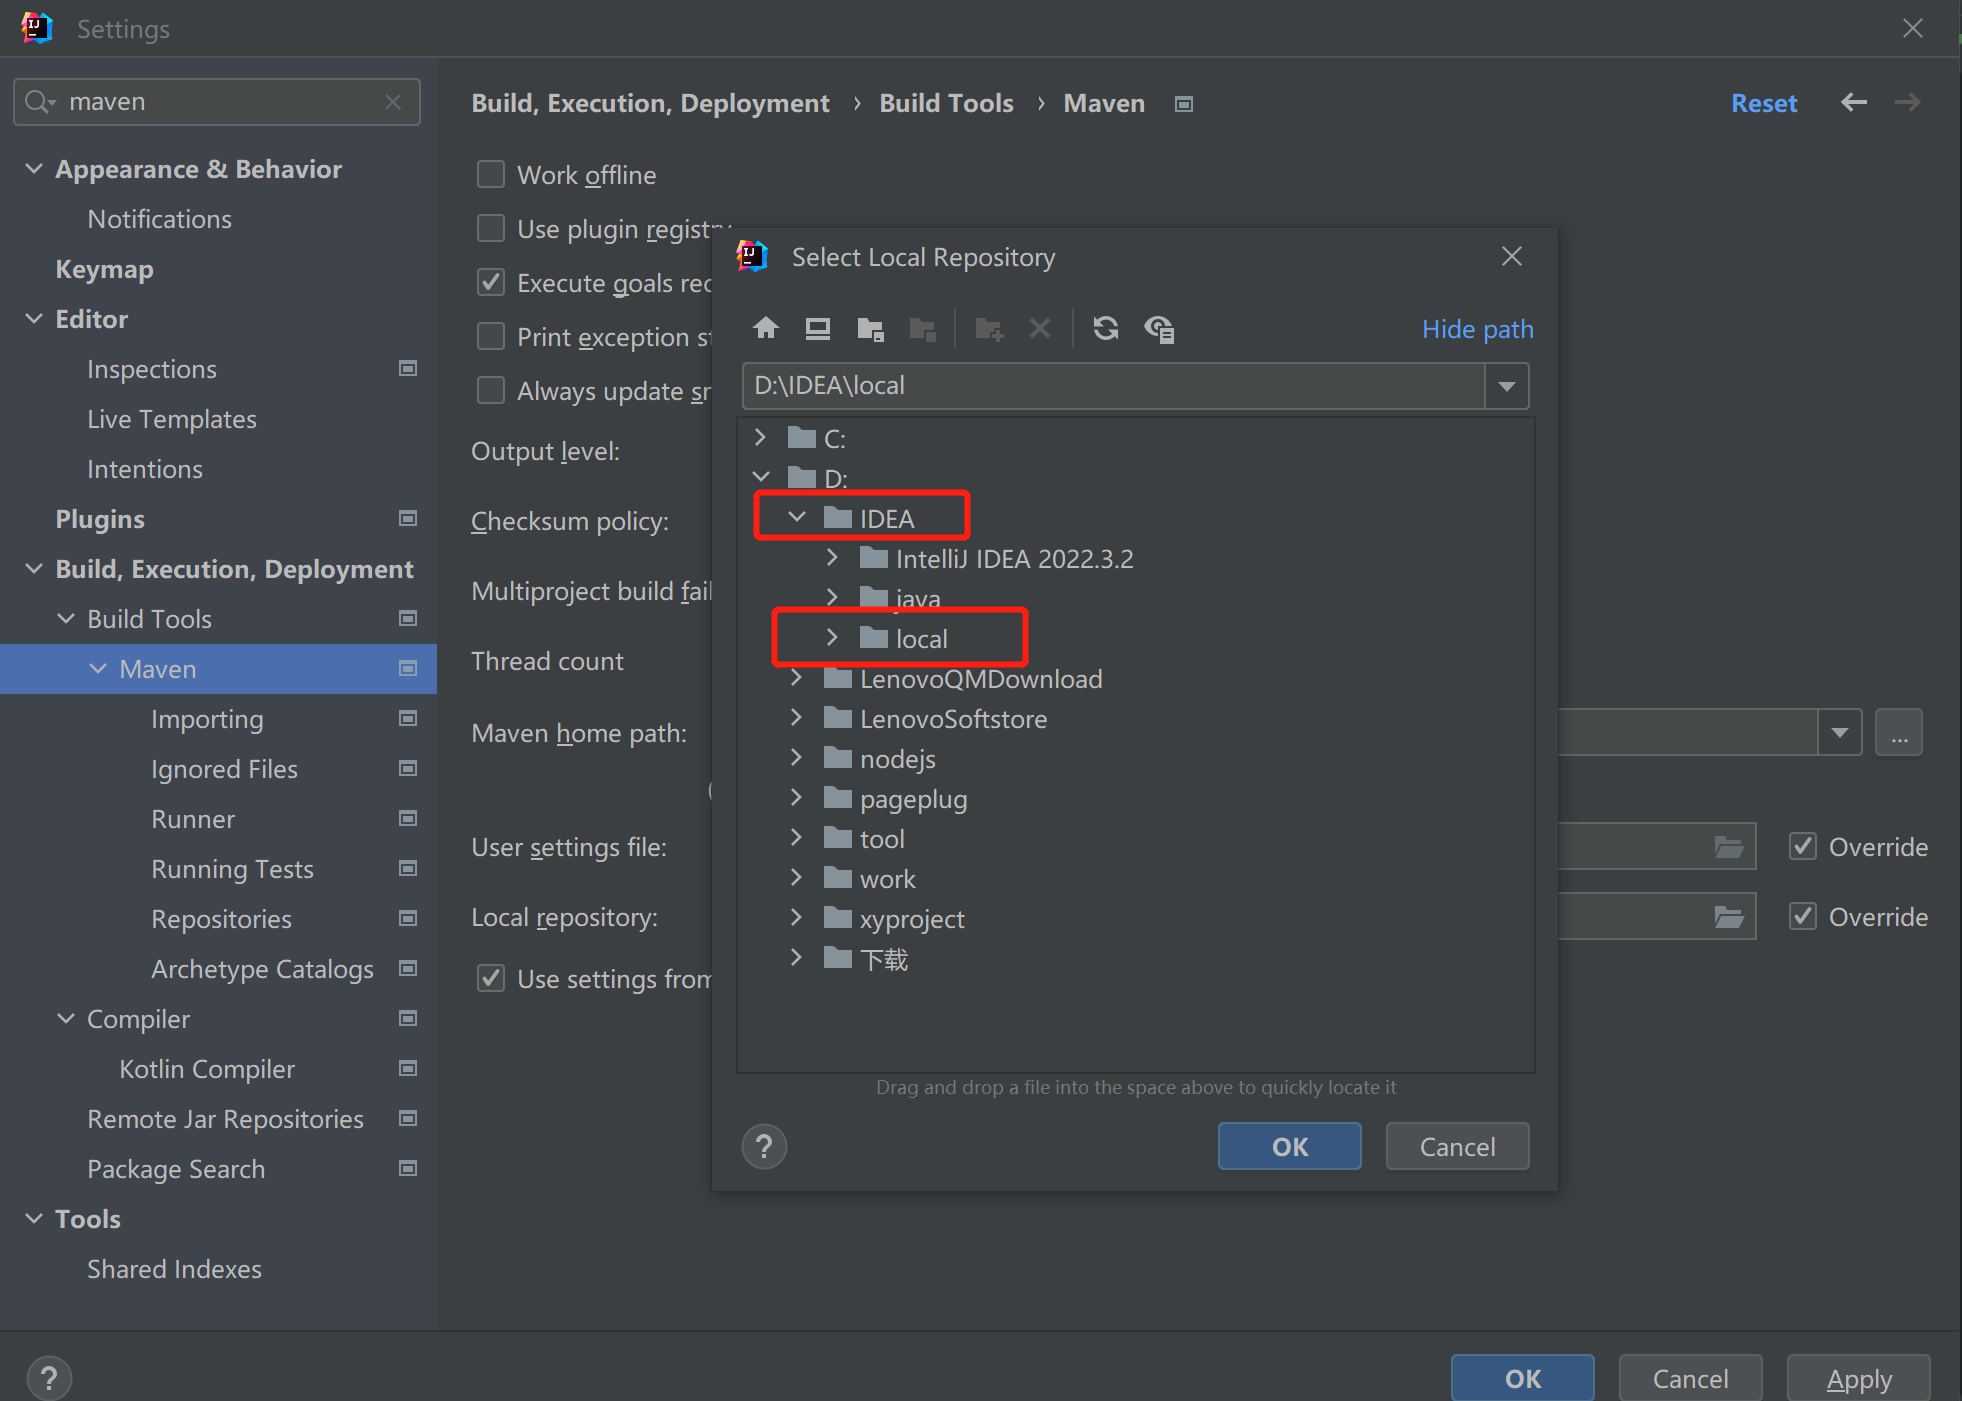 Settings
maven
Appearance & Behavior
Notifications
Keymap
Editor
Inspections
Live Templates
Intentions
Plugins
Build, Execution, Deployment
Build Tools
Maven
Importing
Ignored Files
Runner
Running Tests
Repositories
Archetype Catalogs
Compiler
Kotlin Compiler
Remote Jar Repositories
Package Search
Tools
Shared Indexes
Build, Execution, Deployment › Build Tools › Maven
Reset
Work offline
Use plugin registry
Execute goals rec
Print exception st
Always update sn
Output level:
Checksum policy:
Multiproject build fail
Thread count
Maven home path:
...
User settings file:
Override
Local repository:
Override
Use settings from
Select Local Repository
Hide path
D:\IDEA\local
C:
D:
IDEA
IntelliJ IDEA 2022.3.2
java
local
LenovoQMDownload
LenovoSoftstore
nodejs
pageplug
tool
work
xyproject
下载
Drag and drop a file into the space above to quickly locate it
?
OK
Cancel
?
OK
Cancel
Apply